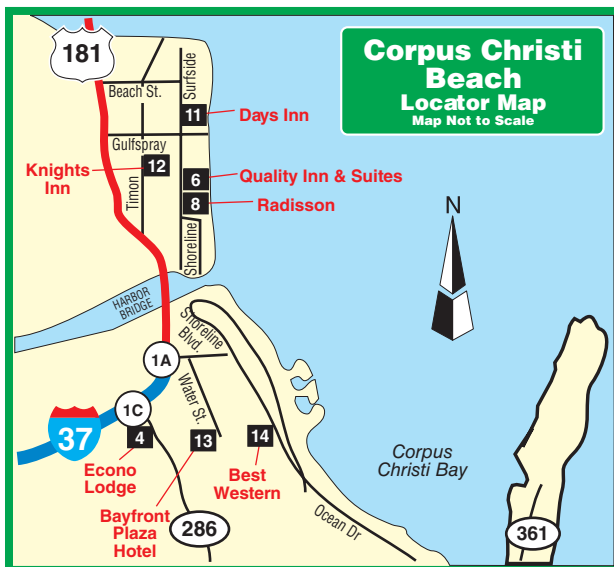 Corpus Christi
Beach
Locator Map
Map Not to Scale
181
Beach St.
Surfside
11
Days Inn
Gulfspray
Knights
Inn
12
Timon
6
Quality Inn & Suites
8
Radisson
Shoreline
N
HARBOR
BRIDGE
Shoreline
Blvd.
1A
Water St.
1C
37
4
Econo
Lodge
13
Bayfront
Plaza
Hotel
14
Best
Western
Corpus
Christi Bay
286
Ocean Dr
361